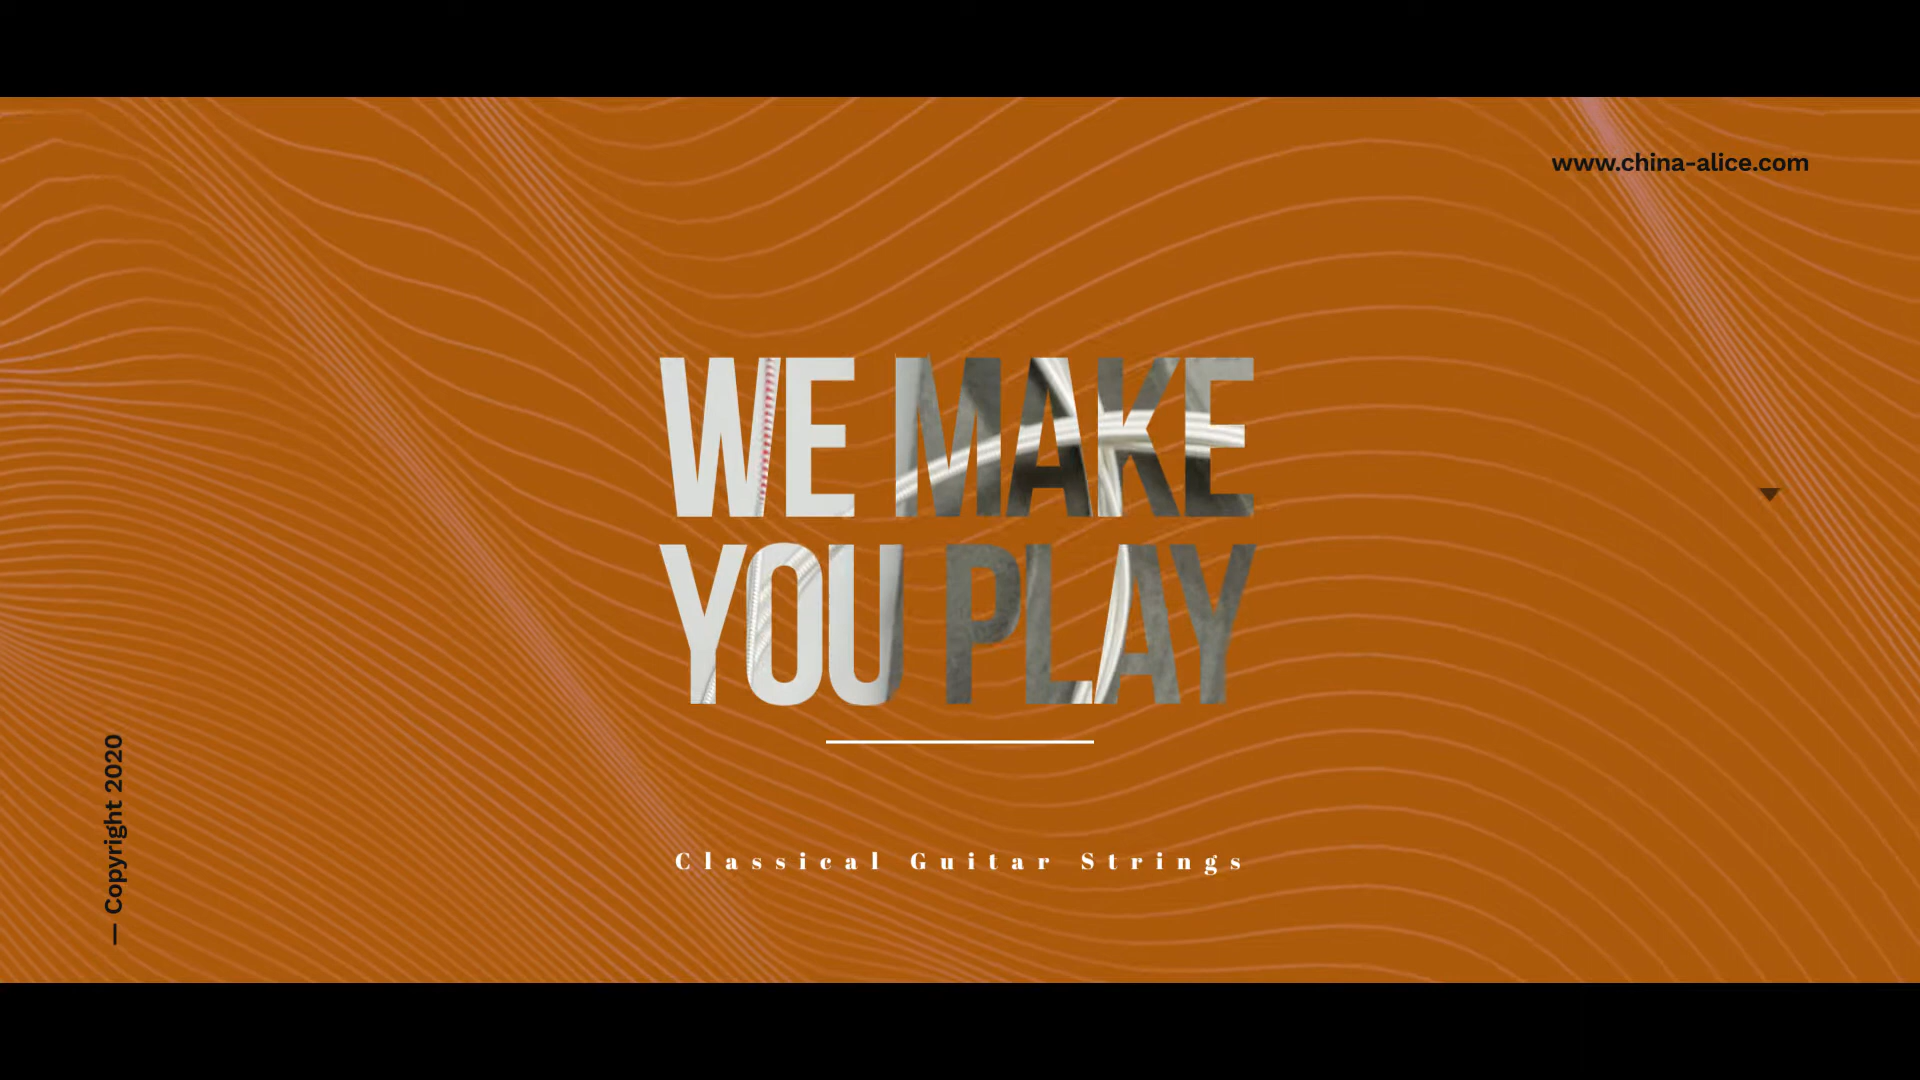 www.china-alice.com
WE MAKE
YOU PLAY
Classical Guitar Strings
— Copyright 2020